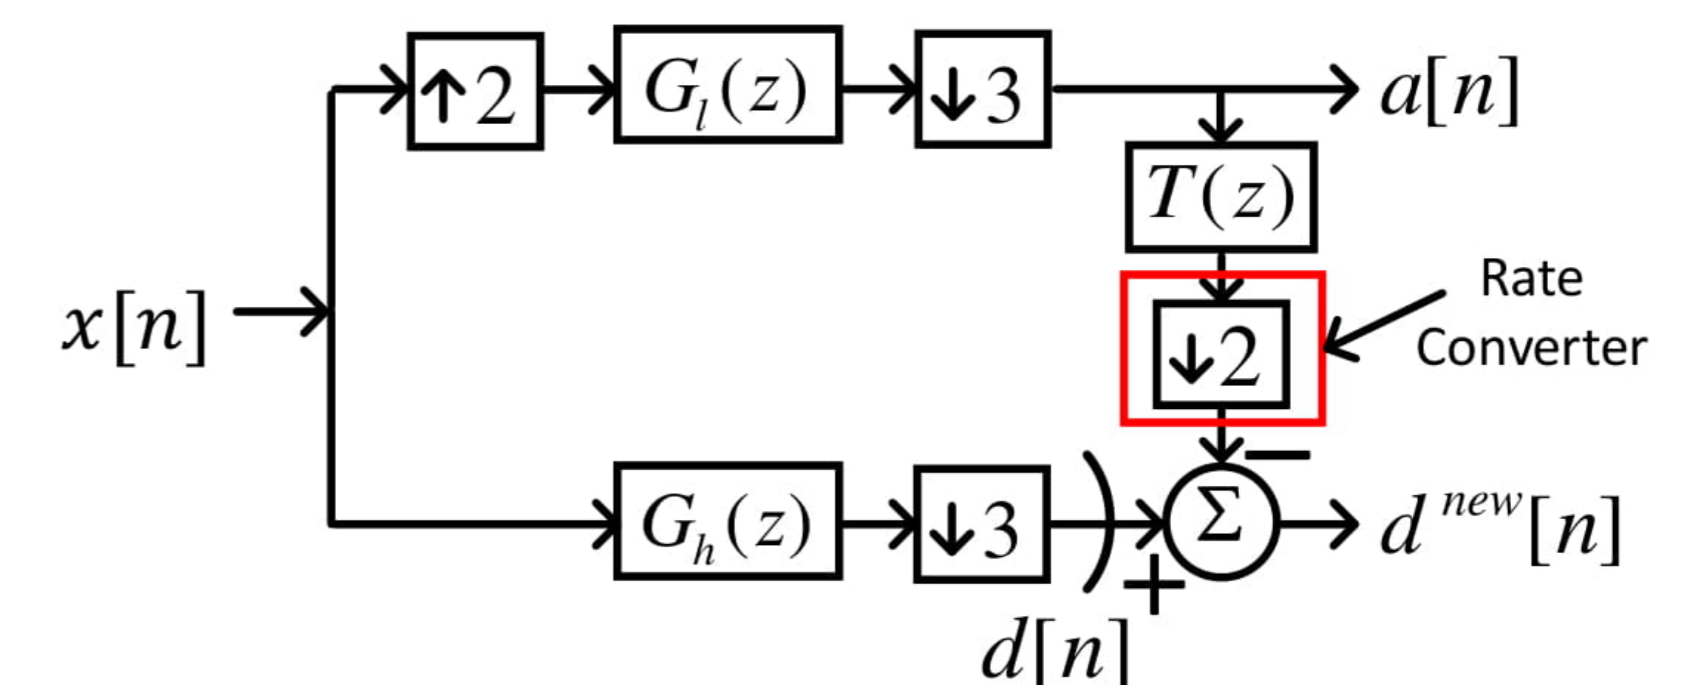 ↑2
G_l(z)
↓3
a[n]
T(z)
Rate
Converter
x[n]
↓2
−
G_h(z)
↓3
Σ
d^{new}[n]
+
d[n]